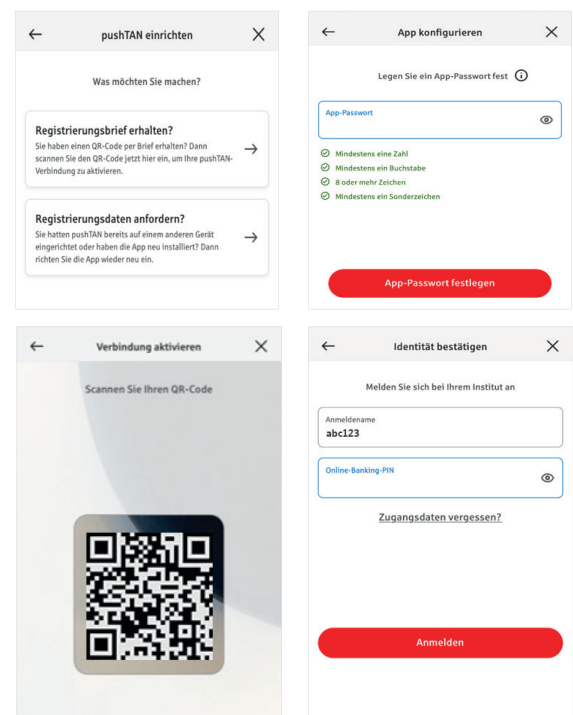 pushTAN einrichten
Was möchten Sie machen?
Registrierungsbrief erhalten?
Sie haben einen QR-Code per Brief erhalten? Dann
scannen Sie den QR-Code jetzt hier ein, um Ihre pushTAN-
Verbindung zu aktivieren.
Registrierungsdaten anfordern?
Sie hatten pushTAN bereits auf einem anderen Gerät
eingerichtet oder haben die App neu installiert? Dann
richten Sie die App wieder neu ein.
App konfigurieren
Legen Sie ein App-Passwort fest
App-Passwort
Mindestens eine Zahl
Mindestens ein Buchstabe
8 oder mehr Zeichen
Mindestens ein Sonderzeichen
App-Passwort festlegen
Verbindung aktivieren
Scannen Sie Ihren QR-Code
Identität bestätigen
Melden Sie sich bei Ihrem Institut an
Anmeldename
abc123
Online-Banking-PIN
Zugangsdaten vergessen?
Anmelden